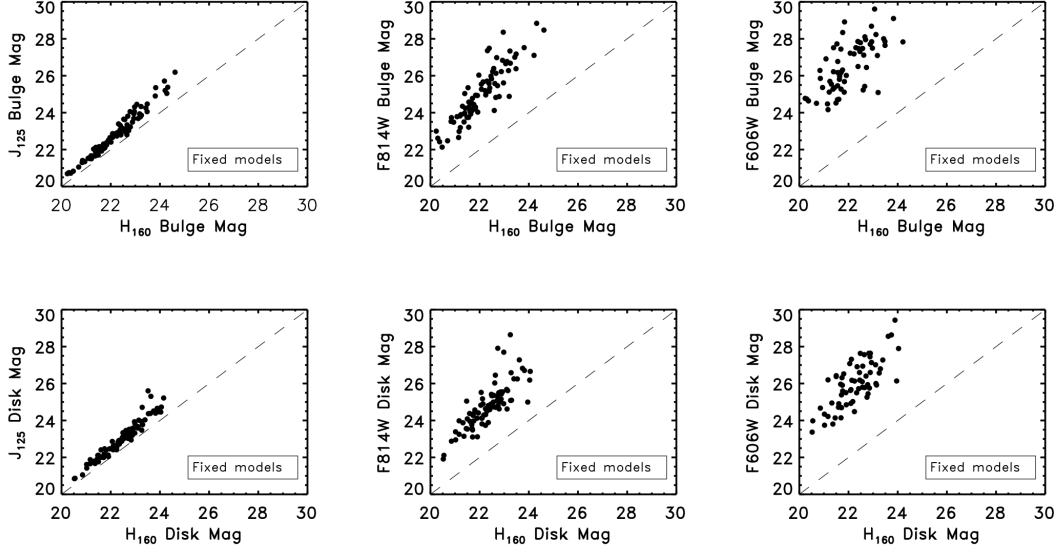 30
28
26
24
22
20
J125 Bulge Mag
Fixed models
20 22 24 26 28 30
H160 Bulge Mag
30
28
26
24
22
20
F814W Bulge Mag
Fixed models
20 22 24 26 28 30
H160 Bulge Mag
30
28
26
24
22
20
F606W Bulge Mag
Fixed models
20 22 24 26 28 30
H160 Bulge Mag
30
28
26
24
22
20
J125 Disk Mag
Fixed models
20 22 24 26 28 30
H160 Disk Mag
30
28
26
24
22
20
F814W Disk Mag
Fixed models
20 22 24 26 28 30
H160 Disk Mag
30
28
26
24
22
20
F606W Disk Mag
Fixed models
20 22 24 26 28 30
H160 Disk Mag